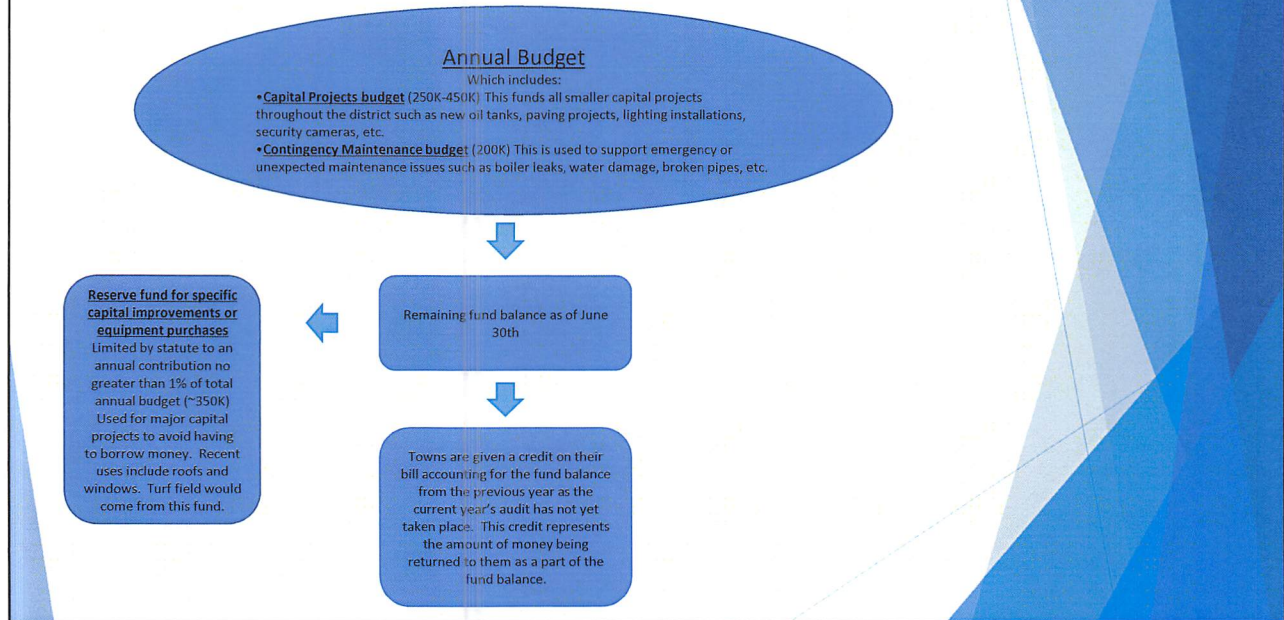 Annual Budget
Which includes:
•Capital Projects budget (250K-450K) This funds all smaller capital projects
throughout the district such as new oil tanks, paving projects, lighting installations,
security cameras, etc.
•Contingency Maintenance budget (200K) This is used to support emergency or
unexpected maintenance issues such as boiler leaks, water damage, broken pipes, etc.
Reserve fund for specific
capital improvements or
equipment purchases
Limited by statute to an
annual contribution no
greater than 1% of total
annual budget (~350K)
Used for major capital
projects to avoid having
to borrow money. Recent
uses include roofs and
windows. Turf field would
come from this fund.
Remaining fund balance as of June
30th
Towns are given a credit on their
bill accounting for the fund balance
from the previous year as the
current year's audit has not yet
taken place. This credit represents
the amount of money being
returned to them as a part of the
fund balance.